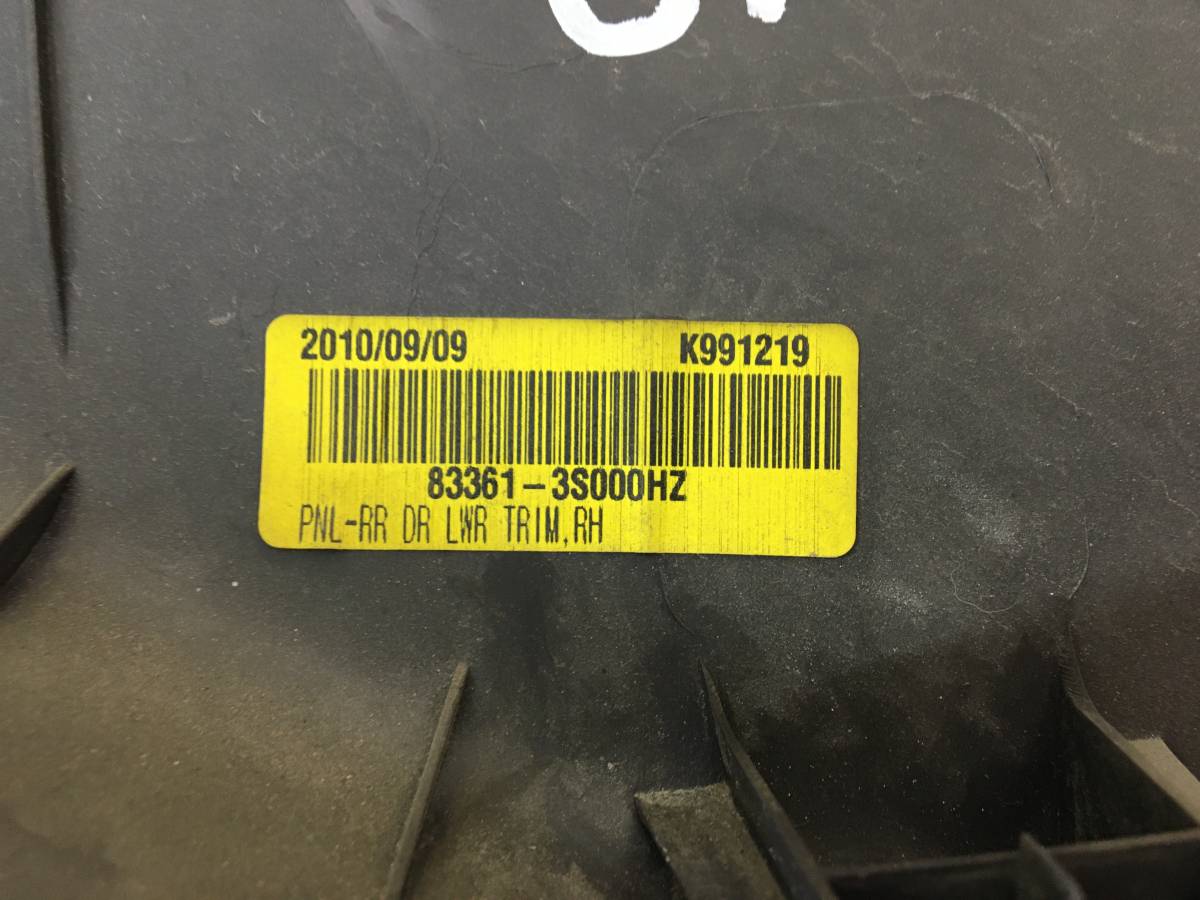 2010/09/09 K991219
83361-3S000HZ
PNL-RR DR LWR TRIM,RH